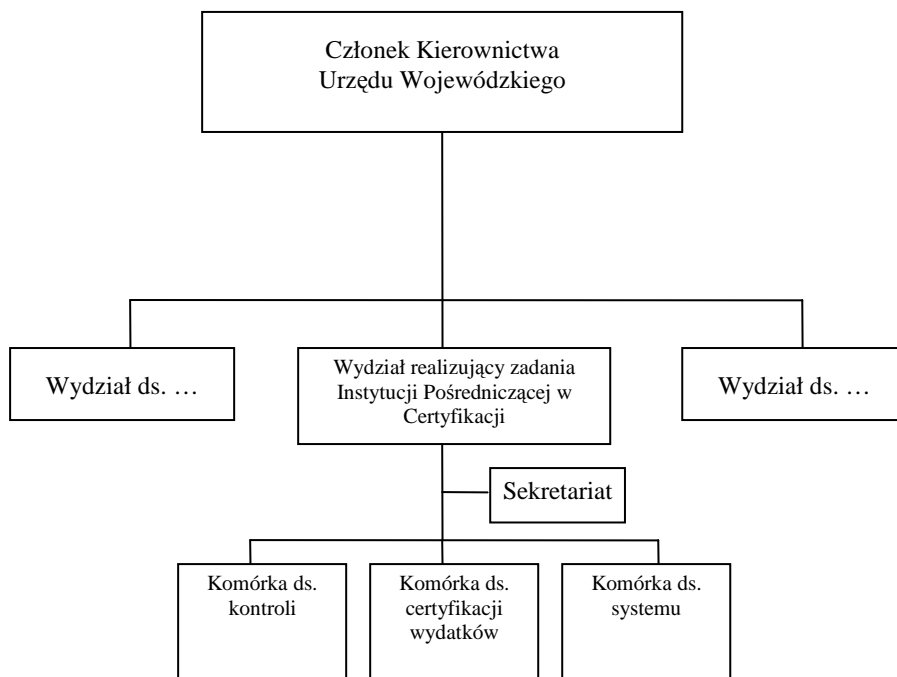 Członek Kierownictwa
Urzędu Wojewódzkiego
Wydział ds. …
Wydział realizujący zadania
Instytucji Pośredniczącej w
Certyfikacji
Wydział ds. …
Sekretariat
Komórka ds.
kontroli
Komórka ds.
certyfikacji
wydatków
Komórka ds.
systemu